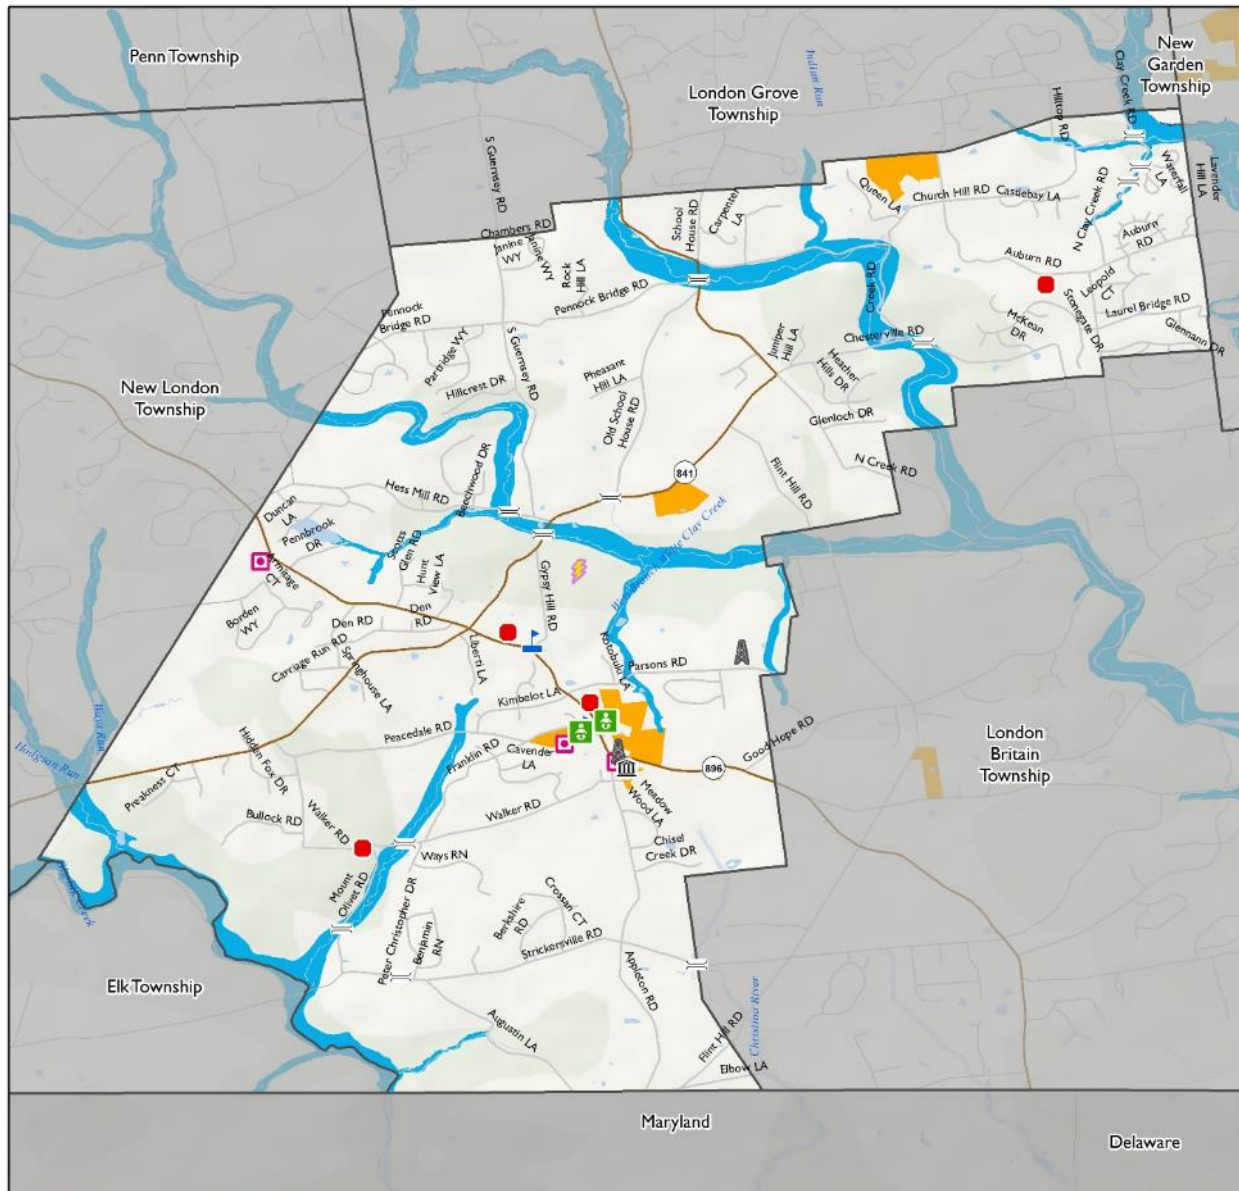 Penn Township
New
Garden
Township
London Grove
Township
Indian Run
Clay Creek RD
Hilltop RD
S Guernsey RD
Waterfall
LA
Lavender
Hill LA
Queen LA
Church Hill RD
Castlebay LA
N Clay Creek RD
Carpenter
LA
School
House RD
Chambers RD
Janine
WY
Janine WY
Rock
Hill LA
Auburn
RD
Auburn RD
Leopold
CT
Creek RD
Pennock Bridge RD
Pennock
Bridge RD
Stonegate DR
Laurel Bridge RD
McKean
DR
Glennann DR
Chesterville RD
Juniper
Hill LA
Heather
Hills DR
Partridge WY
S Guernsey RD
Pheasant
Hill LA
New London
Township
Hillcrest DR
Old School
House RD
Glenloch DR
N Creek RD
Flint Hill RD
841
Beechwood DR
Hess Mill RD
Duncan
LA
Pennbrook
DR
Scotts
Glen RD
Hunt
View LA
Armitage
CT
Gypsy Hill RD
Borden
WY
Den RD
Den
RD
Carriage Run RD
Springhouse LA
Liberti LA
Kotobuki LA
Parsons RD
Kimbelot LA
Peacedale RD
Franklin RD
Cavender
LA
Hidden Fox DR
Good Hope RD
London
Britain
Township
896
Hodgson Run
Preakness CT
Bullock RD
Walker RD
Walker RD
Meadow
Wood LA
Chisel
Creek DR
Ways RN
Mount
Olivet RD
Peter Christopher DR
Benjamin
RN
Berkshire
RD
Crossan CT
Strickersville RD
Appleton RD
Elk Township
Augustin LA
Flint Hill RD
Elbow LA
Christina River
Maryland
Delaware